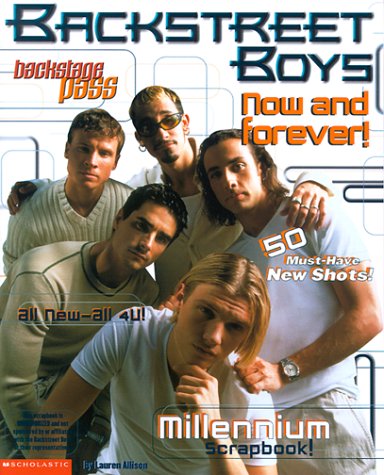 BACKSTREET
BOYS
backstage
pass
Now and
forever!
50
Must-Have
New Shots!
all New-all 4U!
Millennium
Scrapbook!
SCHOLASTIC
By Lauren Allison